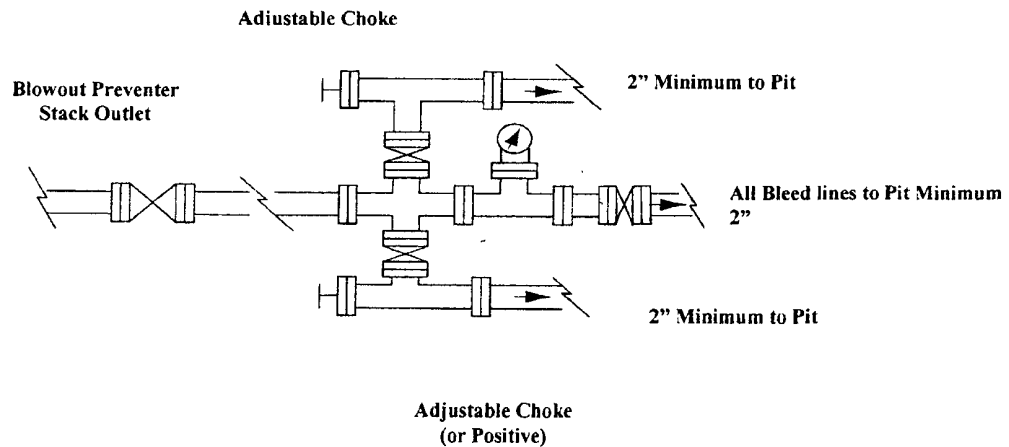 Adjustable Choke
Blowout Preventer
Stack Outlet
2” Minimum to Pit
All Bleed lines to Pit Minimum
2”
2” Minimum to Pit
Adjustable Choke
(or Positive)